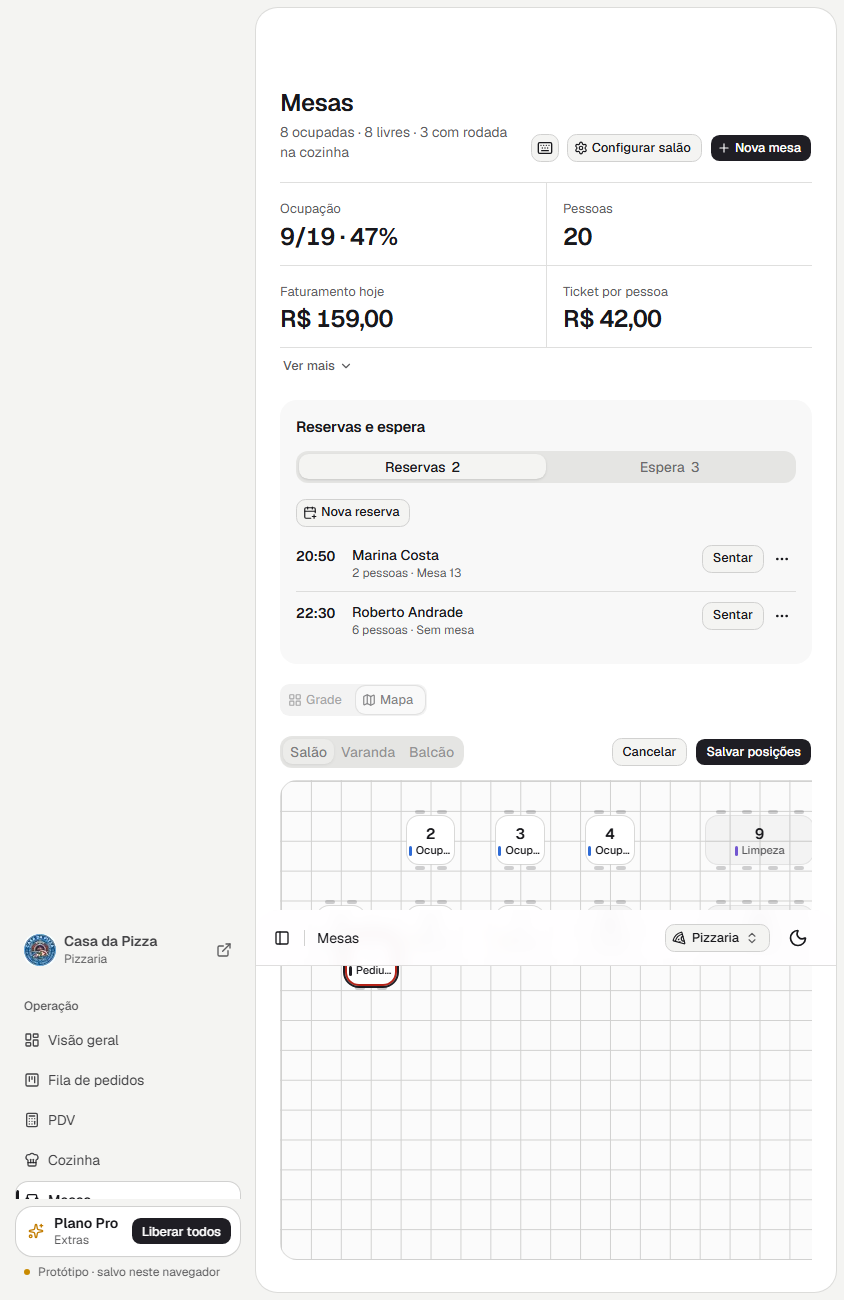 Mesas
8 ocupadas · 8 livres · 3 com rodada
na cozinha
Configurar salão
Nova mesa
Ocupação
9/19 · 47%
Pessoas
20
Faturamento hoje
R$ 159,00
Ticket por pessoa
R$ 42,00
Ver mais
Reservas e espera
Reservas 2
Espera 3
Nova reserva
20:50
Marina Costa
2 pessoas · Mesa 13
Sentar
22:30
Roberto Andrade
6 pessoas · Sem mesa
Sentar
Grade
Mapa
Salão
Varanda
Balcão
Cancelar
Salvar posições
2
Ocup...
3
Ocup...
4
Ocup...
9
Limpeza
Mesas
Pizzaria
Pediu...
Casa da Pizza
Pizzaria
Operação
Visão geral
Fila de pedidos
PDV
Cozinha
Mesas
Plano Pro
Extras
Liberar todos
Protótipo · salvo neste navegador